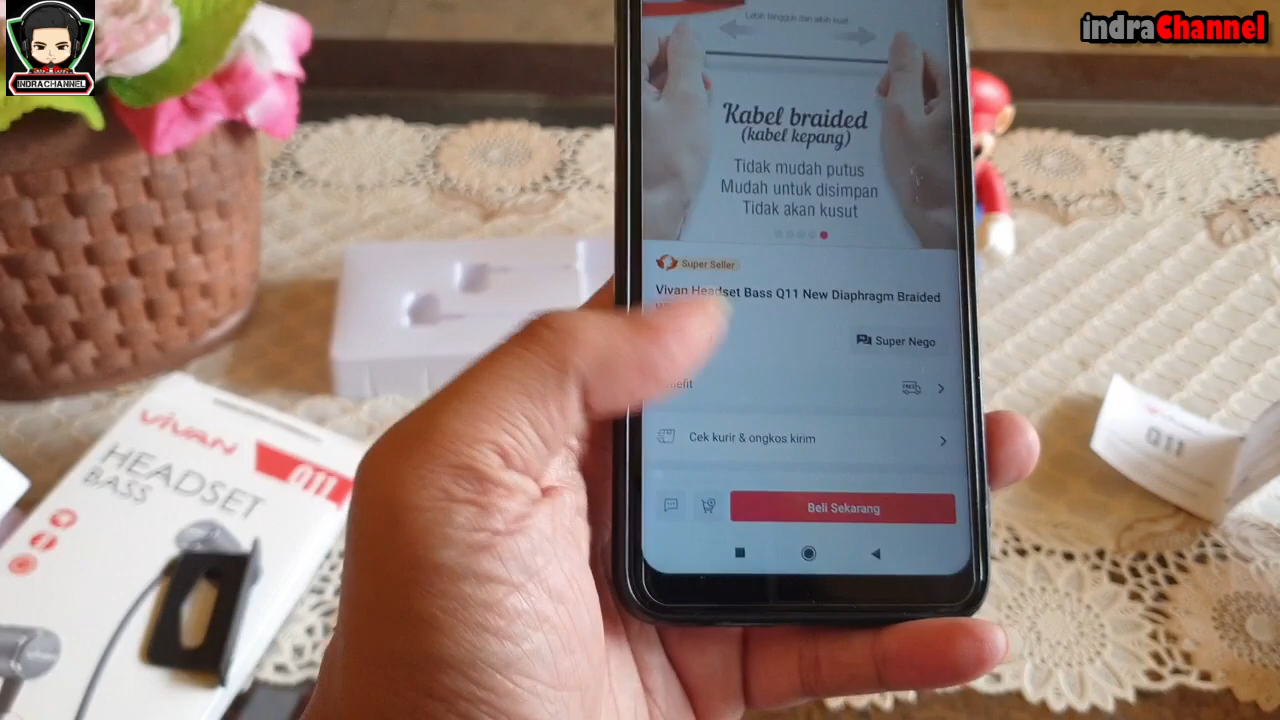 INDRACHANNEL
indraChannel
Lebih tangguh dan lebih kuat
Kabel braided
(kabel kepang)
Tidak mudah putus
Mudah untuk disimpan
Tidak akan kusut
Super Seller
Vivan Headset Bass Q11 New Diaphragm Braided
Super Nego
FREE
Cek kurir & ongkos kirim
Beli Sekarang
VIVAN
Q11
HEADSET
BASS
Q11